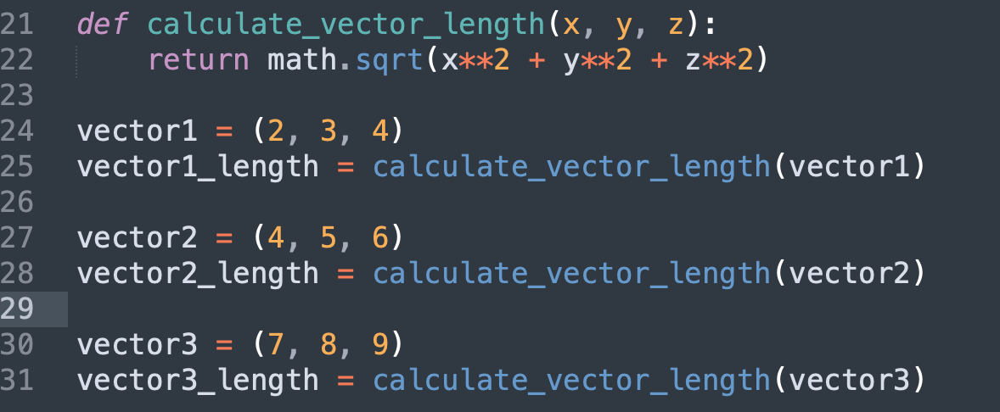 21 def calculate_vector_length(x, y, z):
22     return math.sqrt(x**2 + y**2 + z**2)
23
24 vector1 = (2, 3, 4)
25 vector1_length = calculate_vector_length(vector1)
26
27 vector2 = (4, 5, 6)
28 vector2_length = calculate_vector_length(vector2)
29
30 vector3 = (7, 8, 9)
31 vector3_length = calculate_vector_length(vector3)